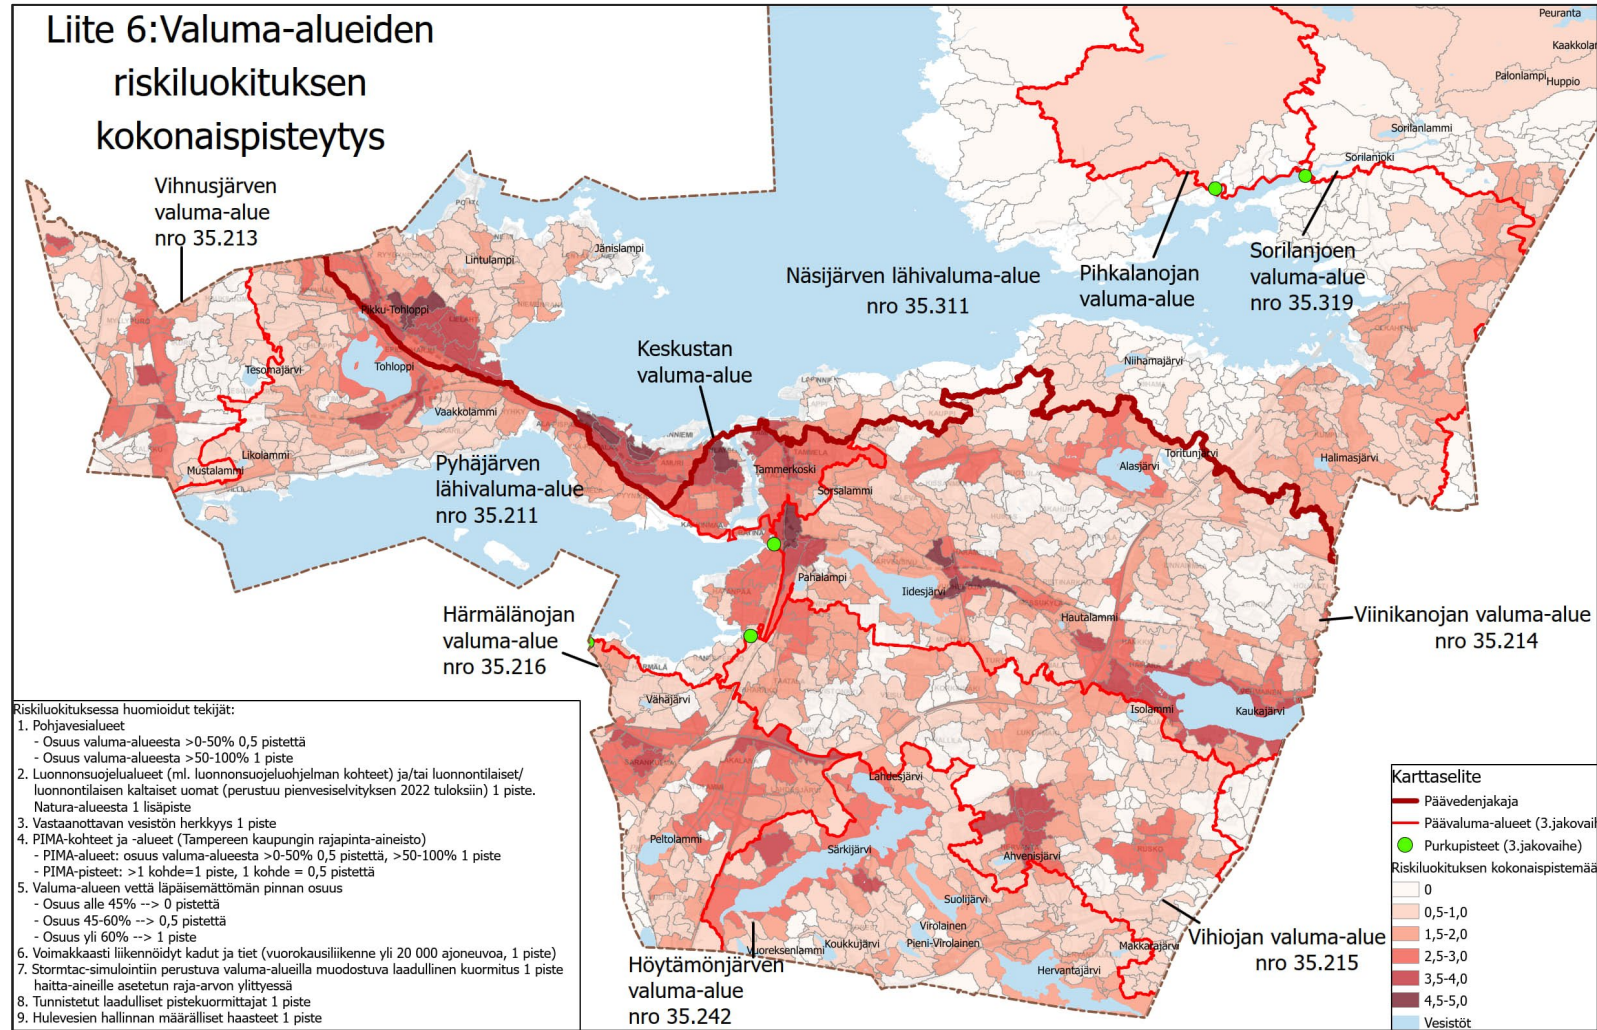 Liite 6:Valuma-alueiden
riskiluokituksen
kokonaispisteytys
Vihnusjärven
valuma-alue
nro 35.213
Peuranta
Palonlampi
Huppio
Sorilanlammi
Sorilanjoki
Jänislampi
Lintulampi
Näsijärven lähivaluma-alue
nro 35.311
Pihkalanojan
valuma-alue
Sorilanjoen
valuma-alue
nro 35.319
Pikku-Tohloppi
Tohloppi
Tesomajärvi
Vaakkolammi
Likolammi
Mustalammi
Keskustan
valuma-alue
Niihamajärvi
Toritunjärvi
Alasjärvi
Halimasjärvi
Pyhäjärven
lähivaluma-alue
nro 35.211
Tammerkoski
Sorsalammi
Pahalampi
Iidesjärvi
Hautalammi
Viinikanojan valuma-alue
nro 35.214
Härmälänojan
valuma-alue
nro 35.216
Vähäjärvi
Isolammi
Kaukajärvi
Lahdesjärvi
Peltolammi
Särkijärvi
Ahvenisjärvi
Suolijärvi
Virolainen
Pieni-Virolainen
Koukkujärvi
Vuoreksenlammi
Makkarajärvi
Hervantajärvi
Vihiojan valuma-alue
nro 35.215
Höytämönjärven
valuma-alue
nro 35.242
Riskiluokituksessa huomioidut tekijät:
1. Pohjavesialueet
- Osuus valuma-alueesta >0-50% 0,5 pistettä
- Osuus valuma-alueesta >50-100% 1 piste
2. Luonnonsuojelualueet (ml. luonnonsuojeluohjelman kohteet) ja/tai luonnontilaiset/
luonnontilaisen kaltaiset uomat (perustuu pienvesiselvityksen 2022 tuloksiin) 1 piste.
Natura-alueesta 1 lisäpiste
3. Vastaanottavan vesistön herkkyys 1 piste
4. PIMA-kohteet ja -alueet (Tampereen kaupungin rajapinta-aineisto)
- PIMA-alueet: osuus valuma-alueesta >0-50% 0,5 pistettä, >50-100% 1 piste
- PIMA-pisteet: >1 kohde=1 piste, 1 kohde = 0,5 pistettä
5. Valuma-alueen vettä läpäisemättömän pinnan osuus
- Osuus alle 45% --> 0 pistettä
- Osuus 45-60% --> 0,5 pistettä
- Osuus yli 60% --> 1 piste
6. Voimakkaasti liikennöidyt kadut ja tiet (vuorokausiliikenne yli 20 000 ajoneuvoa, 1 piste)
7. Stormtac-simulointiin perustuva valuma-alueilla muodostuva laadullinen kuormitus 1 piste
haitta-aineille asetetun raja-arvon ylittyessä
8. Tunnistetut laadulliset pistekuormittajat 1 piste
9. Hulevesien hallinnan määrälliset haasteet 1 piste
Karttaselite
Päävedenjakaja
Päävaluma-alueet (3.jakovaih
Purkupisteet (3.jakovaihe)
Riskiluokituksen kokonaispistemää
0
0,5-1,0
1,5-2,0
2,5-3,0
3,5-4,0
4,5-5,0
Vesistöt